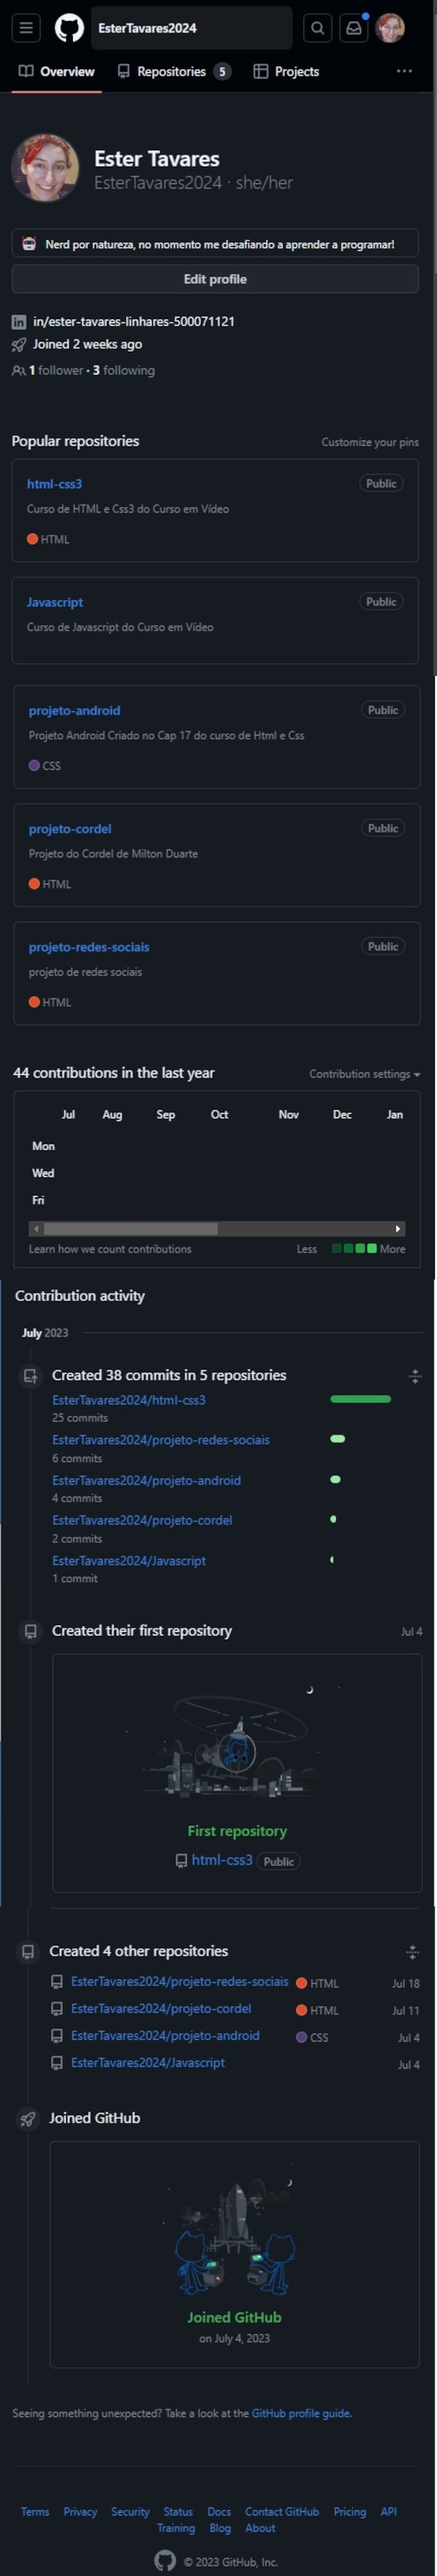 EsterTavares2024
Overview Repositories 5 Projects
Ester Tavares
EsterTavares2024 · she/her
Nerd por natureza, no momento me desafiando a aprender a programar!
Edit profile
in/ester-tavares-linhares-500071121
Joined 2 weeks ago
1 follower · 3 following
Popular repositories Customize your pins
html-css3 Public
Curso de HTML e Css3 do Curso em Vídeo
HTML
Javascript Public
Curso de Javascript do Curso em Vídeo
projeto-android Public
Projeto Android Criado no Cap 17 do curso de Html e Css
CSS
projeto-cordel Public
Projeto do Cordel de Milton Duarte
HTML
projeto-redes-sociais Public
projeto de redes sociais
HTML
44 contributions in the last year Contribution settings
Jul Aug Sep Oct Nov Dec Jan
Mon
Wed
Fri
Learn how we count contributions Less More
Contribution activity
July 2023
Created 38 commits in 5 repositories
EsterTavares2024/html-css3
25 commits
EsterTavares2024/projeto-redes-sociais
6 commits
EsterTavares2024/projeto-android
4 commits
EsterTavares2024/projeto-cordel
2 commits
EsterTavares2024/Javascript
1 commit
Created their first repository Jul 4
First repository
html-css3 Public
Created 4 other repositories
EsterTavares2024/projeto-redes-sociais HTML Jul 18
EsterTavares2024/projeto-cordel HTML Jul 11
EsterTavares2024/projeto-android CSS Jul 4
EsterTavares2024/Javascript Jul 4
Joined GitHub
Joined GitHub
on July 4, 2023
Seeing something unexpected? Take a look at the GitHub profile guide.
Terms Privacy Security Status Docs Contact GitHub Pricing API
Training Blog About
© 2023 GitHub, Inc.